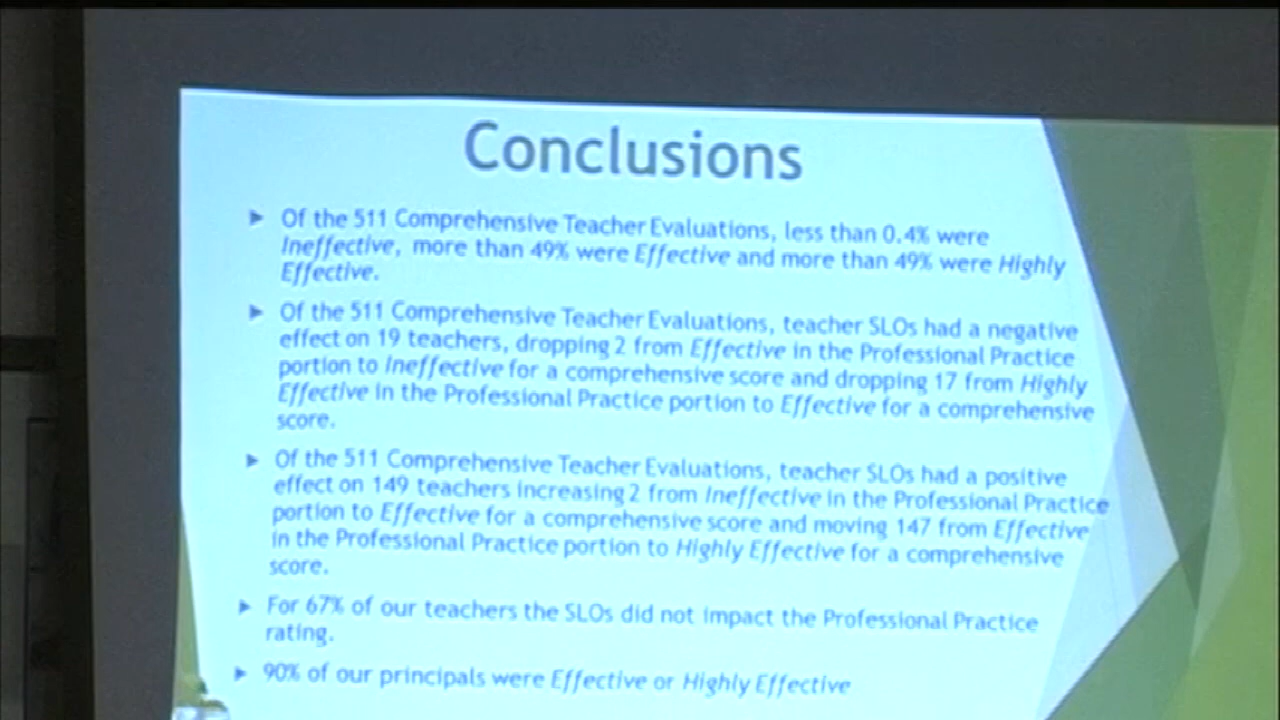 Conclusions
► Of the 511 Comprehensive Teacher Evaluations, less than 0.4% were
Ineffective, more than 49% were Effective and more than 49% were Highly
Effective.
► Of the 511 Comprehensive Teacher Evaluations, teacher SLOs had a negative
effect on 19 teachers, dropping 2 from Effective in the Professional Practice
portion to Ineffective for a comprehensive score and dropping 17 from Highly
Effective in the Professional Practice portion to Effective for a comprehensive
score.
► Of the 511 Comprehensive Teacher Evaluations, teacher SLOs had a positive
effect on 149 teachers increasing 2 from Ineffective in the Professional Practice
portion to Effective for a comprehensive score and moving 147 from Effective
in the Professional Practice portion to Highly Effective for a comprehensive
score.
► For 67% of our teachers the SLOs did not impact the Professional Practice
rating.
► 90% of our principals were Effective or Highly Effective